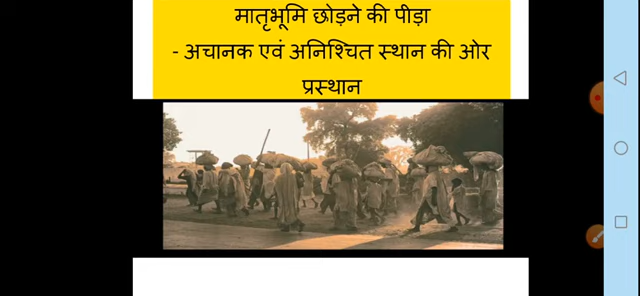 मातृभूमि छोड़ने की पीड़ा
- अचानक एवं अनिश्चित स्थान की ओर
प्रस्थान